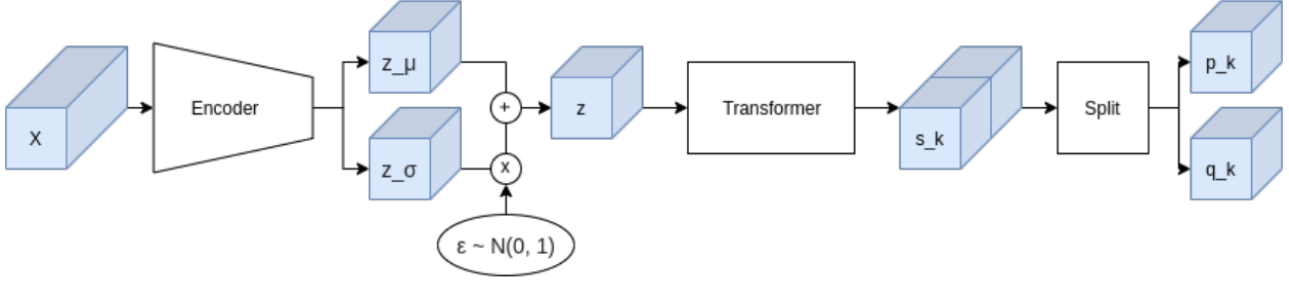 X
Encoder
z_μ
z_σ
+
x
ε ~ N(0, 1)
z
Transformer
s_k
Split
p_k
q_k